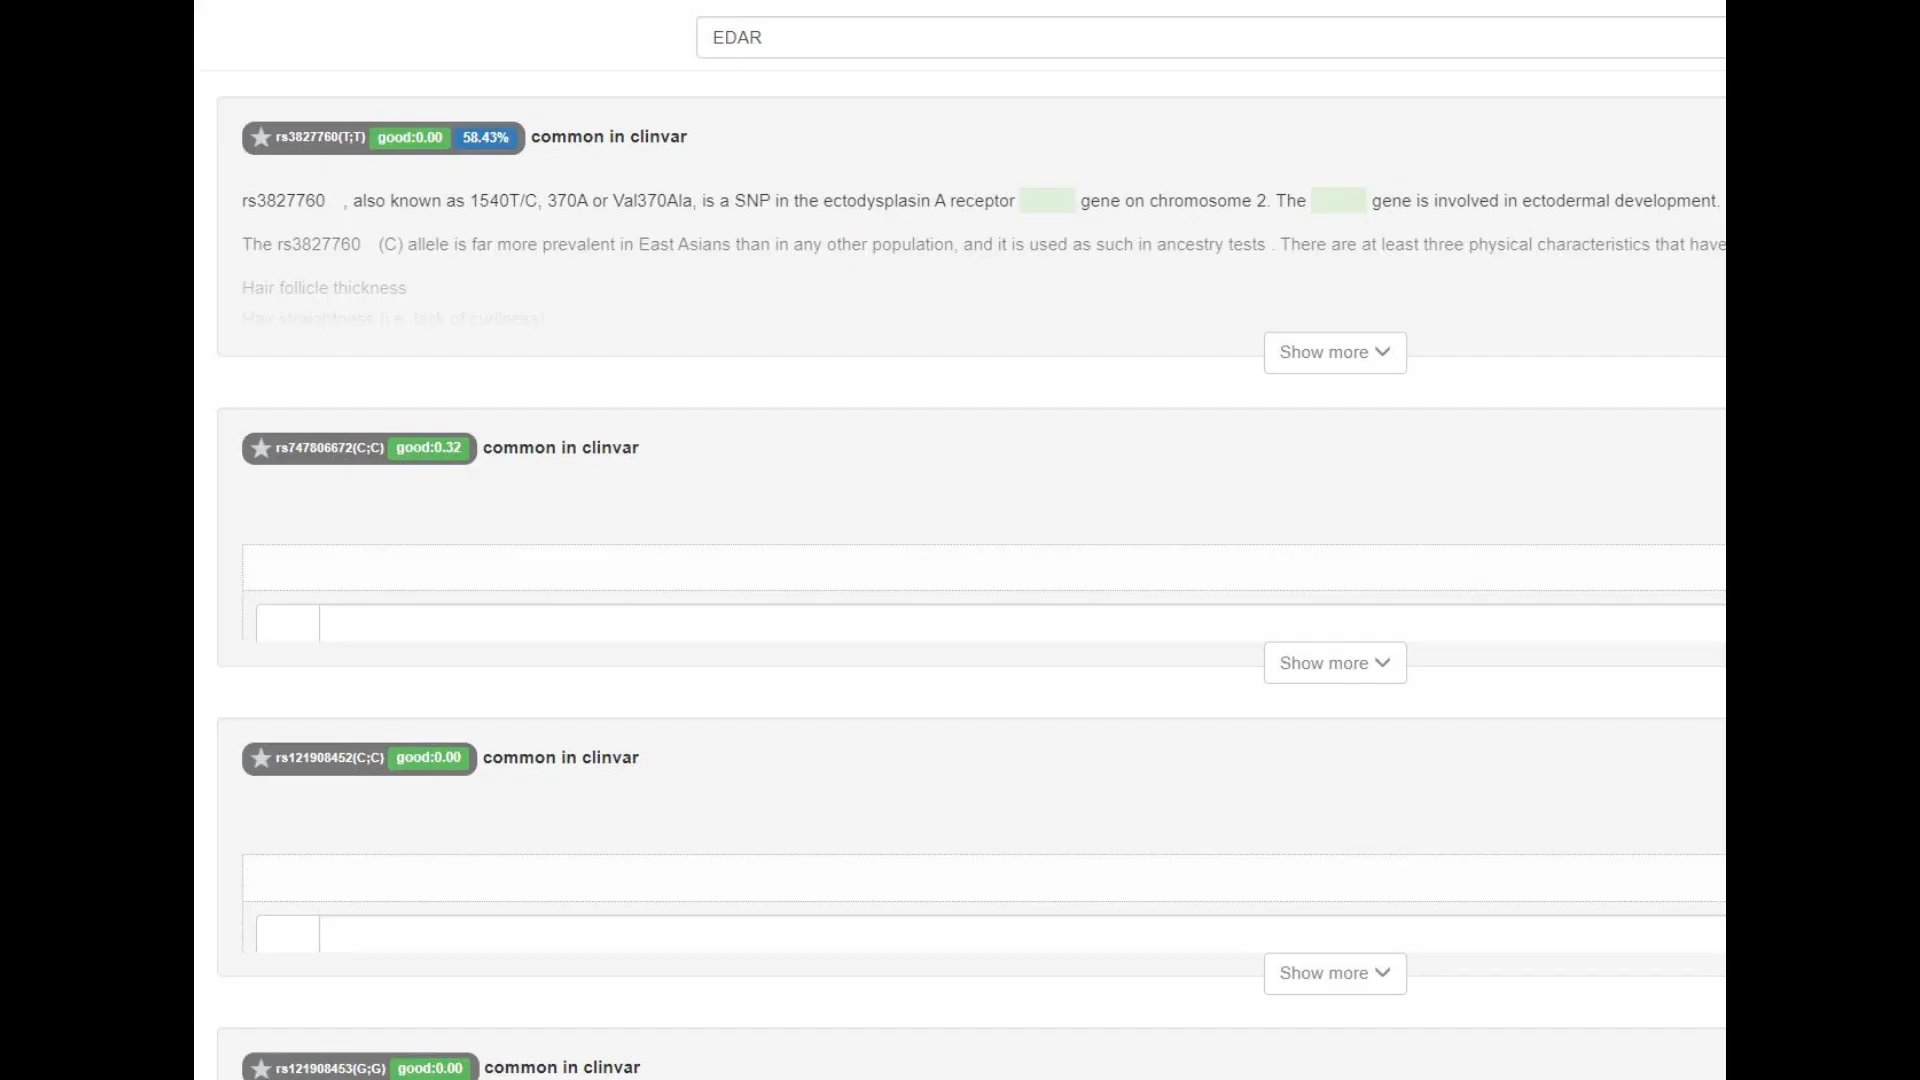 EDAR
rs3827760(T;T) good:0.00 58.43% common in clinvar
rs3827760 , also known as 1540T/C, 370A or Val370Ala, is a SNP in the ectodysplasin A receptor gene on chromosome 2. The gene is involved in ectodermal development.
The rs3827760 (C) allele is far more prevalent in East Asians than in any other population, and it is used as such in ancestry tests . There are at least three physical characteristics that have
Hair follicle thickness
Hair straightness (i.e. lack of curliness)
Show more
rs747806672(C;C) good:0.32 common in clinvar
Show more
rs121908452(C;C) good:0.00 common in clinvar
Show more
rs121908453(G;G) good:0.00 common in clinvar